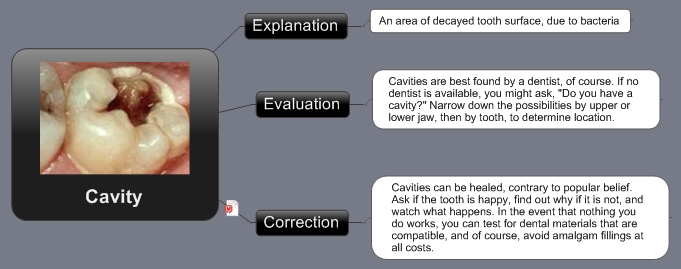 Explanation
An area of decayed tooth surface, due to bacteria
Evaluation
Cavities are best found by a dentist, of course. If no
dentist is available, you might ask, "Do you have a
cavity?" Narrow down the possibilities by upper or
lower jaw, then by tooth, to determine location.
Cavity
Correction
Cavities can be healed, contrary to popular belief.
Ask if the tooth is happy, find out why if it is not, and
watch what happens. In the event that nothing you
do works, you can test for dental materials that are
compatible, and of course, avoid amalgam fillings at
all costs.